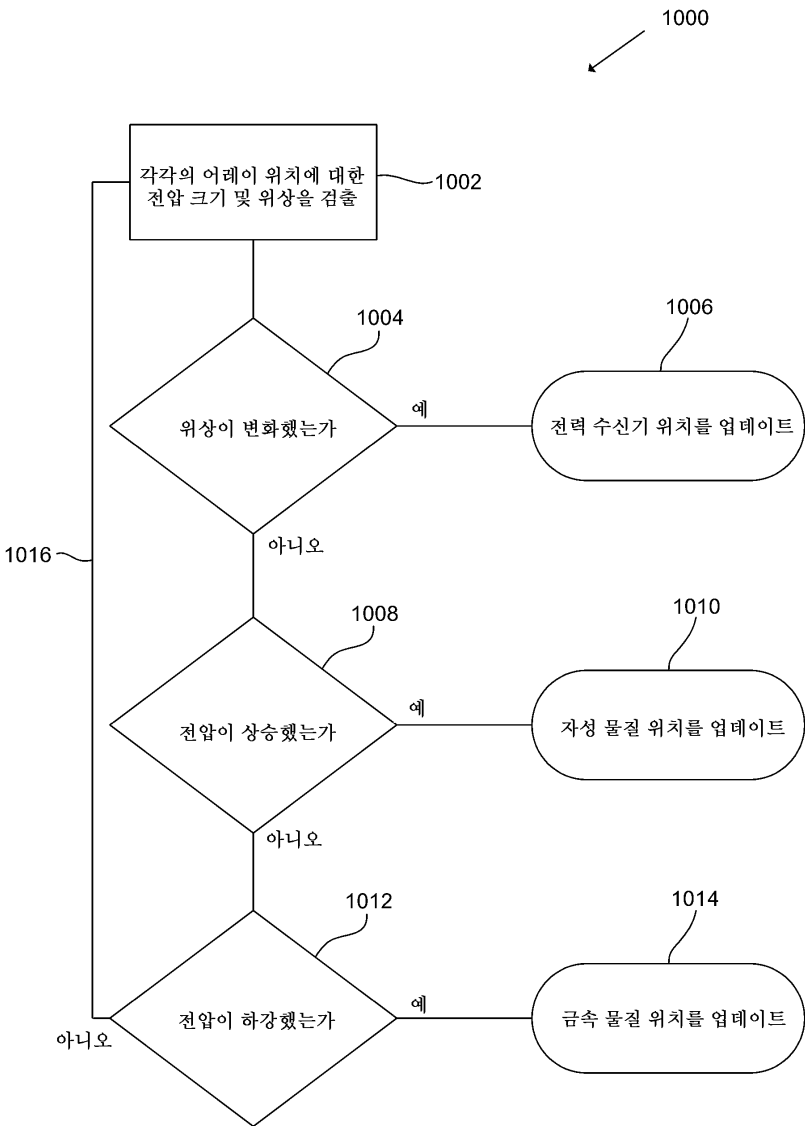 1000
각각의 어레이 위치에 대한
전압 크기 및 위상을 검출
1002
1004
1006
위상이 변화했는가
예
전력 수신기 위치를 업데이트
아니오
1016
1008
1010
전압이 상승했는가
예
자성 물질 위치를 업데이트
아니오
1012
1014
전압이 하강했는가
예
금속 물질 위치를 업데이트
아니오